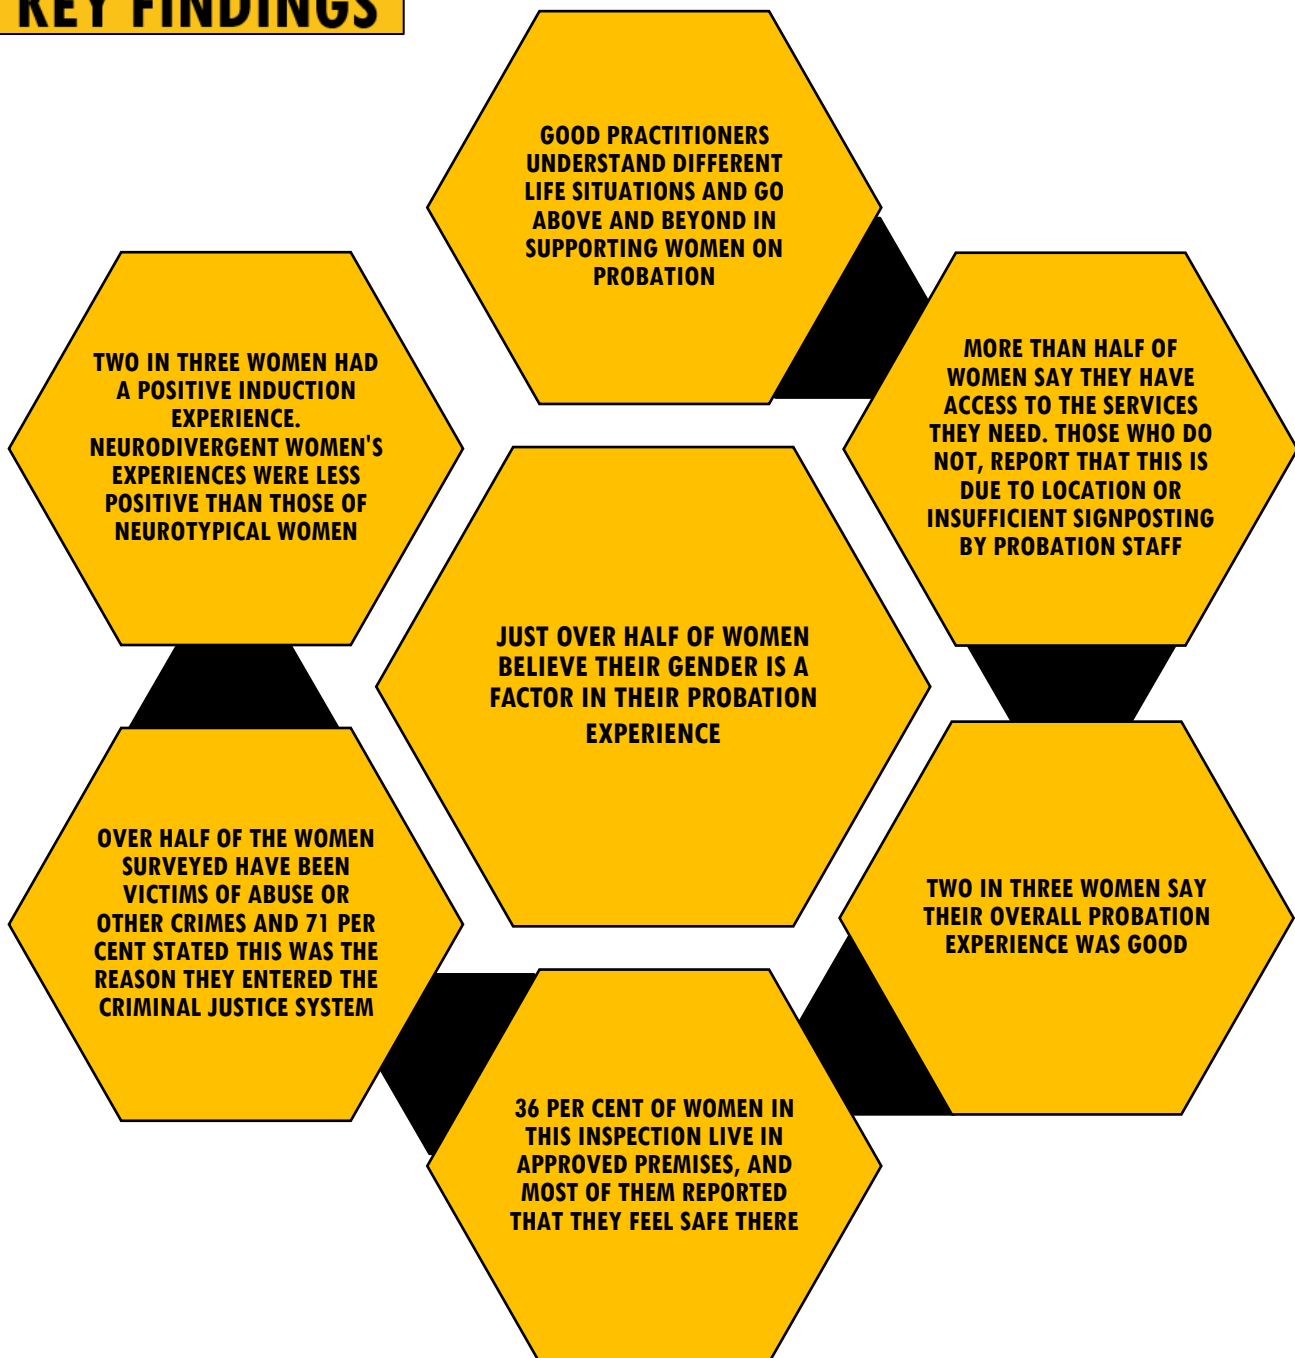 KEY FINDINGS
GOOD PRACTITIONERS
UNDERSTAND DIFFERENT
LIFE SITUATIONS AND GO
ABOVE AND BEYOND IN
SUPPORTING WOMEN ON
PROBATION
TWO IN THREE WOMEN HAD
A POSITIVE INDUCTION
EXPERIENCE.
NEURODIVERGENT WOMEN'S
EXPERIENCES WERE LESS
POSITIVE THAN THOSE OF
NEUROTYPICAL WOMEN
MORE THAN HALF OF
WOMEN SAY THEY HAVE
ACCESS TO THE SERVICES
THEY NEED. THOSE WHO DO
NOT, REPORT THAT THIS IS
DUE TO LOCATION OR
INSUFFICIENT SIGNPOSTING
BY PROBATION STAFF
JUST OVER HALF OF WOMEN
BELIEVE THEIR GENDER IS A
FACTOR IN THEIR PROBATION
EXPERIENCE
OVER HALF OF THE WOMEN
SURVEYED HAVE BEEN
VICTIMS OF ABUSE OR
OTHER CRIMES AND 71 PER
CENT STATED THIS WAS THE
REASON THEY ENTERED THE
CRIMINAL JUSTICE SYSTEM
TWO IN THREE WOMEN SAY
THEIR OVERALL PROBATION
EXPERIENCE WAS GOOD
36 PER CENT OF WOMEN IN
THIS INSPECTION LIVE IN
APPROVED PREMISES, AND
MOST OF THEM REPORTED
THAT THEY FEEL SAFE THERE